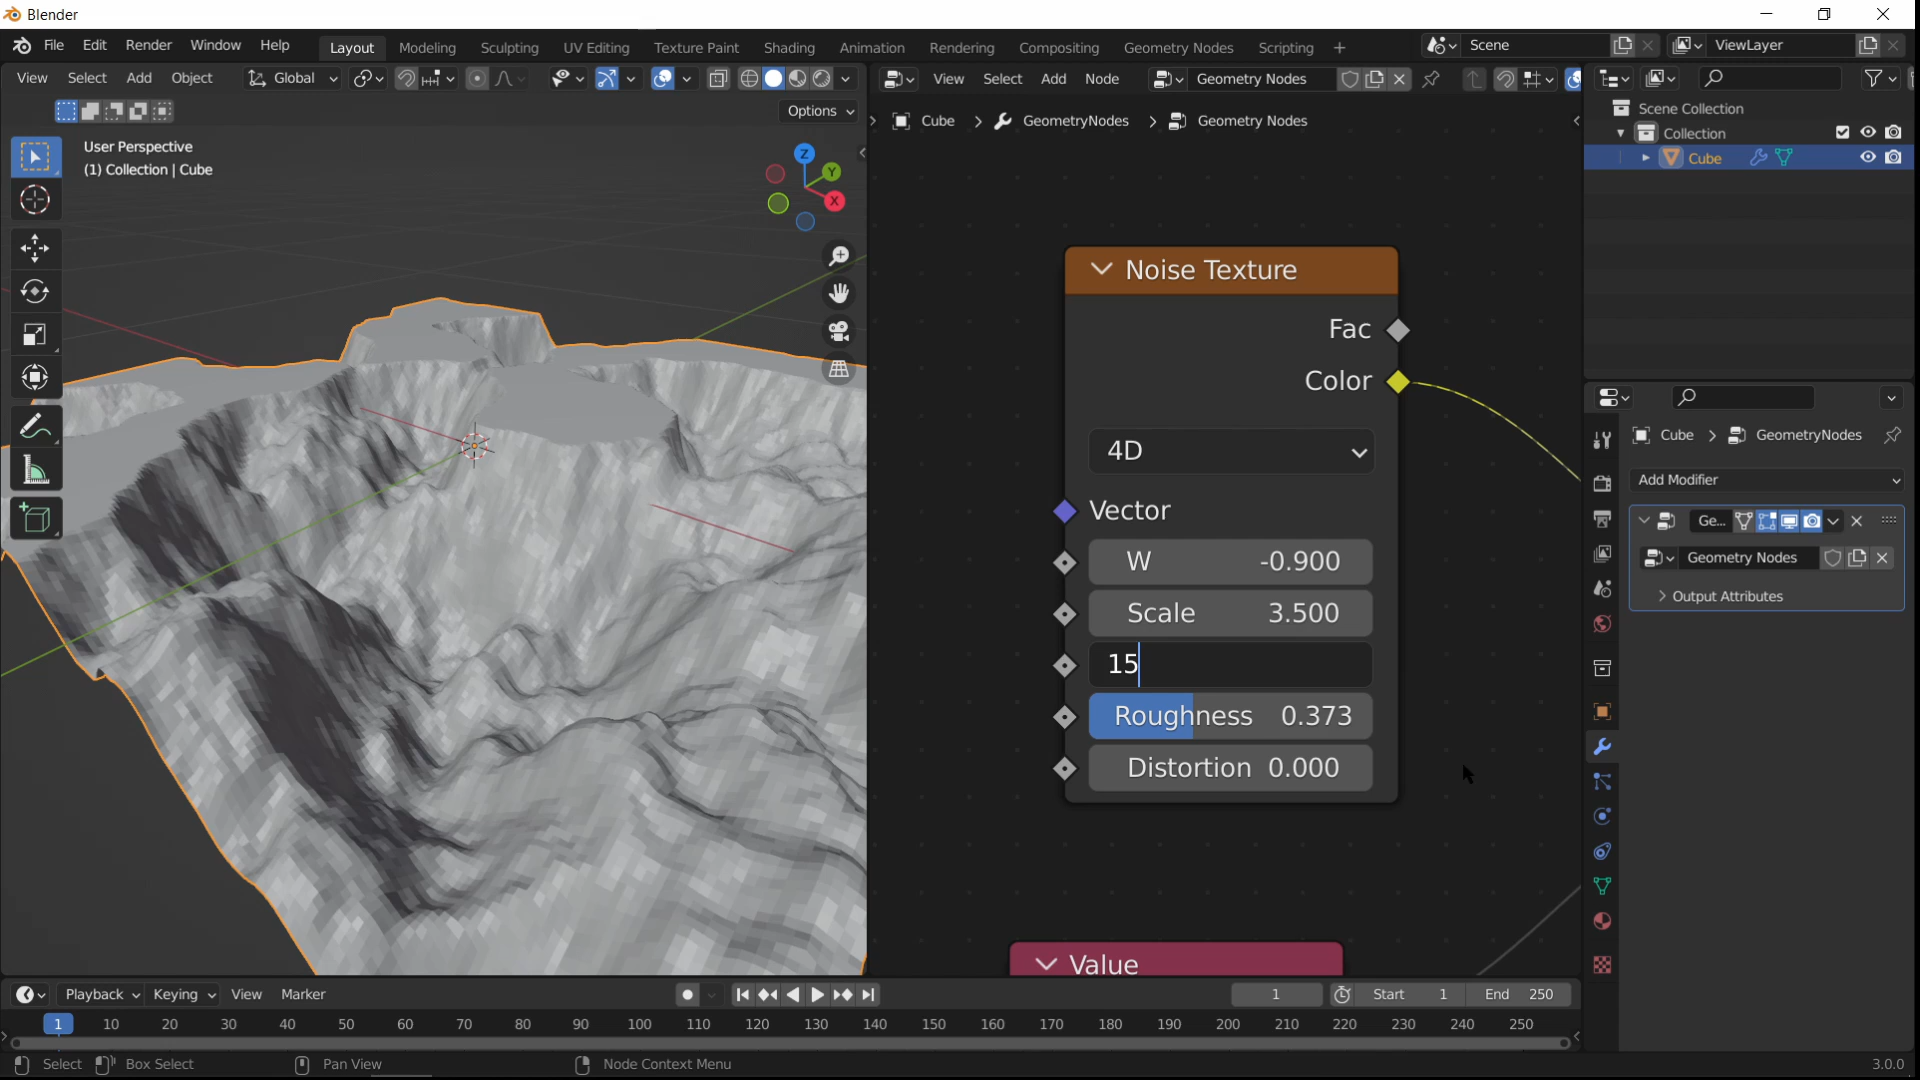 Blender
File Edit Render Window Help Layout Modeling Sculpting UV Editing Texture Paint Shading Animation Rendering Compositing Geometry Nodes Scripting + Scene ViewLayer
View Select Add Object Global
Options
User Perspective
(1) Collection | Cube
Z
Y
X
View Select Add Node Geometry Nodes
Cube > GeometryNodes > Geometry Nodes
Noise Texture
Fac
Color
4D
Vector
W -0.900
Scale 3.500
15
Roughness 0.373
Distortion 0.000
Value
Scene Collection
Collection
Cube
Cube > GeometryNodes
Add Modifier
Ge...
Geometry Nodes
Output Attributes
Playback Keying View Marker 1 Start 1 End 250
1 10 20 30 40 50 60 70 80 90 100 110 120 130 140 150 160 170 180 190 200 210 220 230 240 250
Select Box Select Pan View Node Context Menu 3.0.0